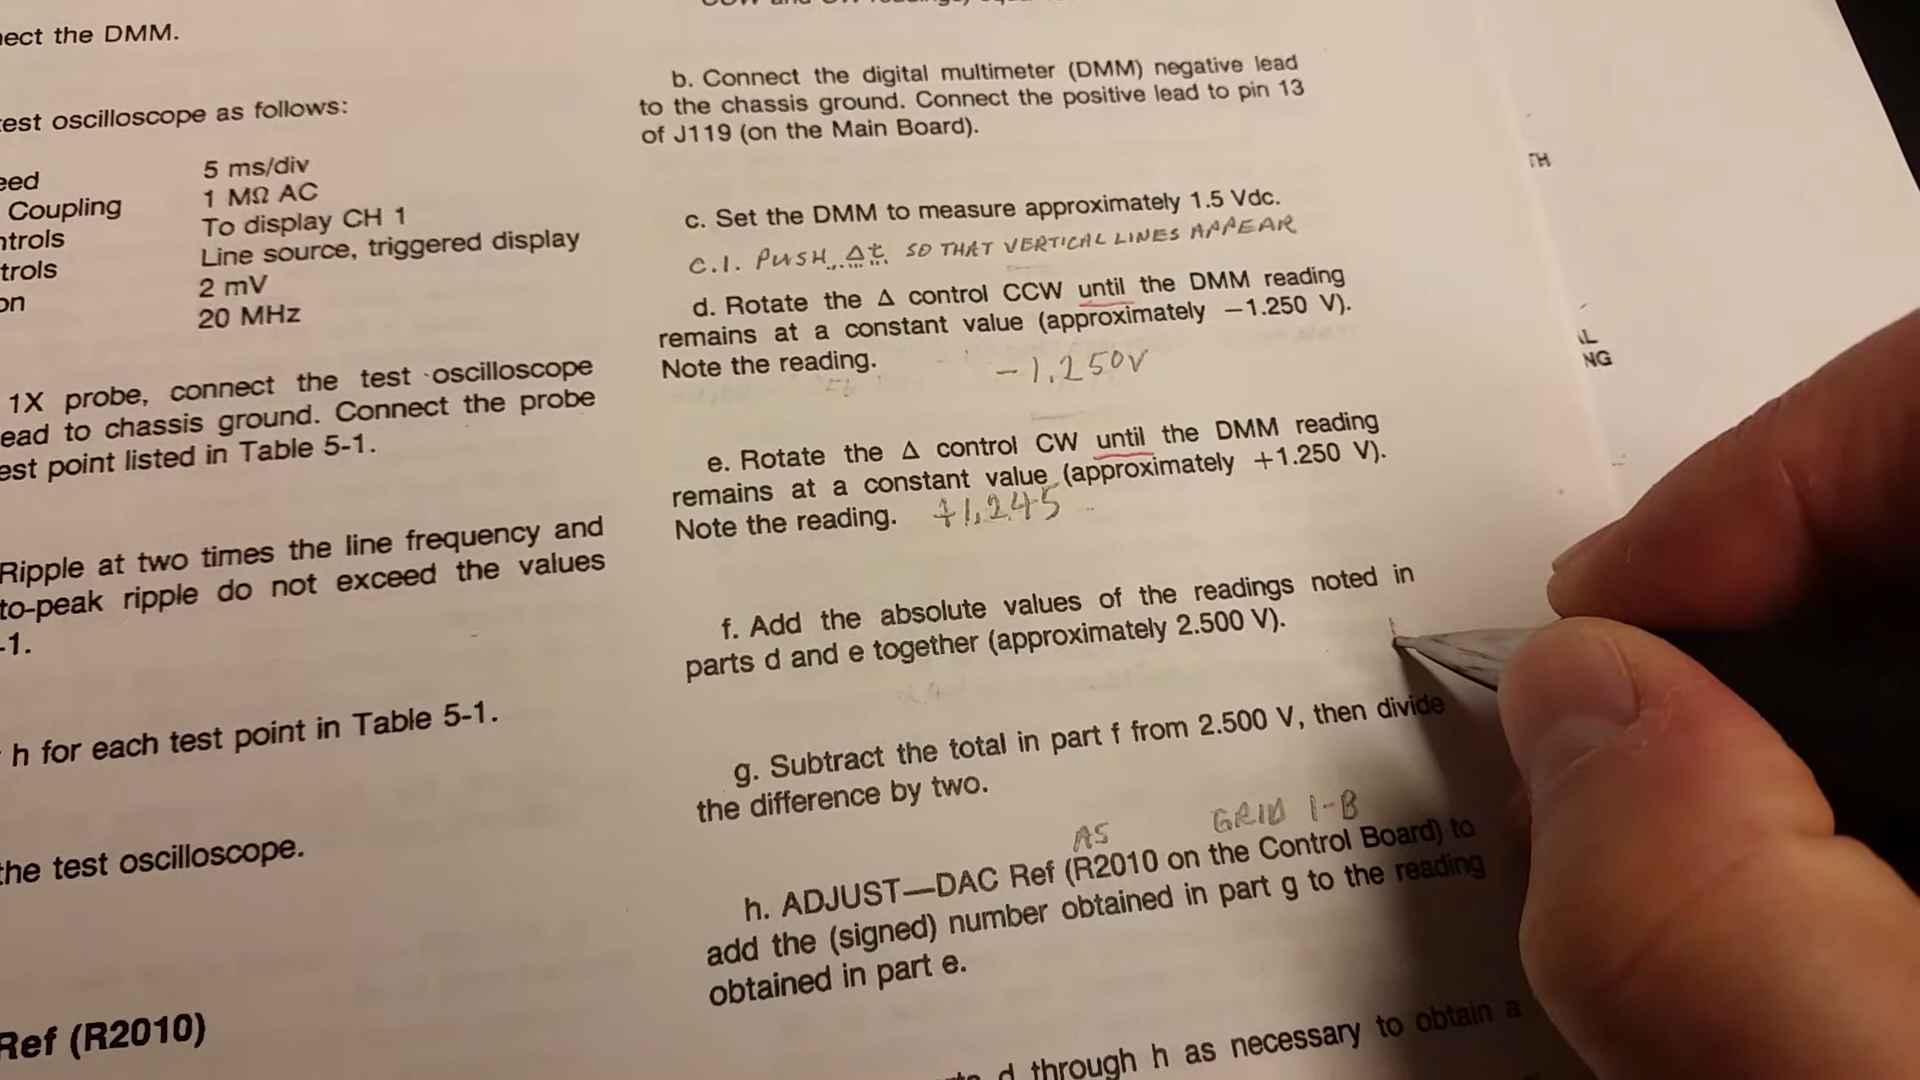 nect the DMM.
test oscilloscope as follows:
eed 5 ms/div
Coupling 1 MΩ AC
ntrols To display CH 1
trols Line source, triggered display
on 2 mV
20 MHz
1X probe, connect the test oscilloscope
ead to chassis ground. Connect the probe
est point listed in Table 5-1.
Ripple at two times the line frequency and
to-peak ripple do not exceed the values
-1.
h for each test point in Table 5-1.
the test oscilloscope.
Ref (R2010)
b. Connect the digital multimeter (DMM) negative lead
to the chassis ground. Connect the positive lead to pin 13
of J119 (on the Main Board).
c. Set the DMM to measure approximately 1.5 Vdc.
C.1. PUSH Δt SO THAT VERTICAL LINES APPEAR
d. Rotate the Δ control CCW until the DMM reading
remains at a constant value (approximately −1.250 V).
Note the reading. -1.250V
e. Rotate the Δ control CW until the DMM reading
remains at a constant value (approximately +1.250 V).
Note the reading. +1.245
f. Add the absolute values of the readings noted in
parts d and e together (approximately 2.500 V).
g. Subtract the total in part f from 2.500 V, then divide
the difference by two.
AS GRID 1-B
h. ADJUST—DAC Ref (R2010 on the Control Board) to
add the (signed) number obtained in part g to the reading
obtained in part e.
d through h as necessary to obtain a
TH
AL
NG